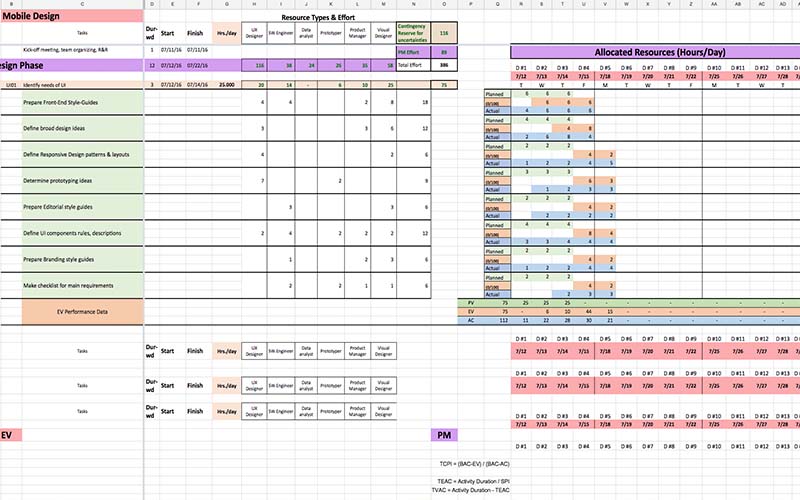 B C D E F G H I J K L M N O P Q R S T U V W X Y Z AA AB AC AD
Mobile Design Resource Types & Effort
Tasks Dur-wd Start Finish Hrs./day UX Designer SW Engineer Data analyst Prototyper Product Manager Visual Designer Contingency Reserve for uncertainties 116
Kick-off meeting, team organizing, R&R 1 07/11/16 07/11/16 PM Effort Allocated Resources (Hours/Day)
esign Phase 12 07/12/16 07/22/16 116 38 24 26 35 58 Total Effort 386 D #1 D #2 D #3 D #4 D #5 D #6 D #7 D #8 D #9 D #10 D #11 D #12 D #13
7/12 7/13 7/14 7/15 7/18 7/19 7/20 7/21 7/22 7/25 7/26 7/27 7/28
UI01 Identify needs of UI 3 07/12/16 07/14/16 25.000 20 14 - 6 10 25 75 T W T F M T W T F M T W T
Planned 6 6 6
Prepare Front-End Style-Guides 4 4 2 8 18 6 6 6
Actual 4 6 6 6
Planned 4 4 4
Define broad design ideas 3 3 6 12 4 8
Actual 2 6 8 4
Planned 2 2 2
Define Responsive Design patterns & layouts 4 2 6 4 2
Actual 1 2 2 4 5
Planned 3 3 3
Determine prototyping ideas 7 2 9 6 3
Actual 1 2 3 3
Planned 2 2 2
Prepare Editorial style guides 3 3 6 4 2
Actual 2 2 2 2
Planned 4 4 4
Define UI components rules, descriptions 2 4 2 2 2 12 8 4
Actual 3 3 4 4 4
Planned 2 2 2
Prepare Branding style guides 1 2 3 6 4 2
Actual 1 2 2 4 4
Planned 2 2 2
Make checklist for main requirements 2 2 1 1 6 4 2
Actual 2 3 3
PV 75 25 25 25 - - - - - - - - - -
EV Performance Data EV 75 - 6 10 44 15 - - - - - - - -
AC 112 11 22 28 30 21 - - - - - - - -
D #1 D #2 D #3 D #4 D #5 D #6 D #7 D #8 D #9 D #10 D #11 D #12 D #13
Tasks Dur-wd Start Finish Hrs./day UX Designer SW Engineer Data analyst Prototyper Product Manager Visual Designer 7/12 7/13 7/14 7/15 7/18 7/19 7/20 7/21 7/22 7/25 7/26 7/27 7/28
D #1 D #2 D #3 D #4 D #5 D #6 D #7 D #8 D #9 D #10 D #11 D #12 D #13
Tasks Dur-wd Start Finish Hrs./day UX Designer SW Engineer Data analyst Prototyper Product Manager Visual Designer 7/12 7/13 7/14 7/15 7/18 7/19 7/20 7/21 7/22 7/25 7/26 7/27 7/28
Tasks Dur-wd Start Finish Hrs./day UX Designer SW Engineer Data analyst Prototyper Product Manager Visual Designer D #1 D #2 D #3 D #4 D #5 D #6 D #7 D #8 D #9 D #10 D #11 D #12 D #13
7/12 7/13 7/14 7/15 7/18 7/19 7/20 7/21 7/22 7/25 7/26 7/27 7/28
EV PM
D #1 D #2 D #3 D #4 D #5 D #6 D #7 D #8 D #9 D #10 D #11 D #12 D #13
TCPI = (BAC-EV) / (BAC-AC)
TEAC = Activity Duration / SPI
TVAC = Activity Duration - TEAC